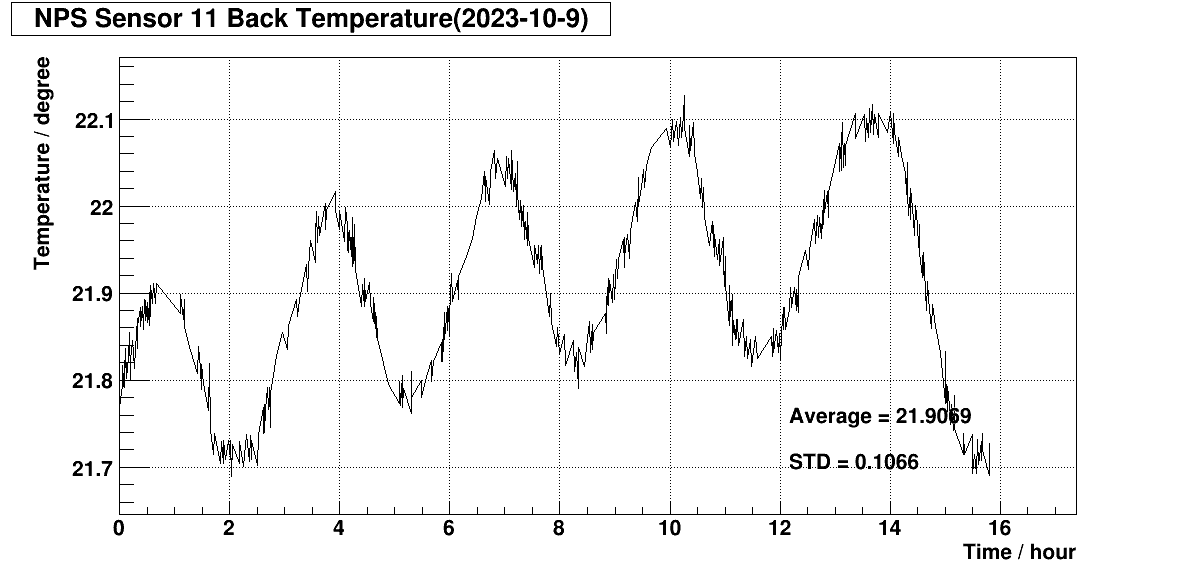 NPS Sensor 11 Back Temperature(2023-10-9)
Temperature / degree
22.1
22
21.9
21.8
21.7
Average = 21.9069
STD = 0.1066
0 2 4 6 8 10 12 14 16
Time / hour